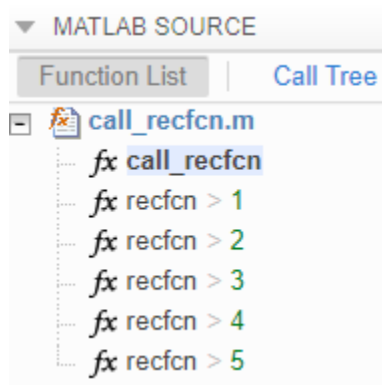 MATLAB SOURCE
Function List Call Tree
call_recfcn.m
fx call_recfcn
fx recfcn > 1
fx recfcn > 2
fx recfcn > 3
fx recfcn > 4
fx recfcn > 5